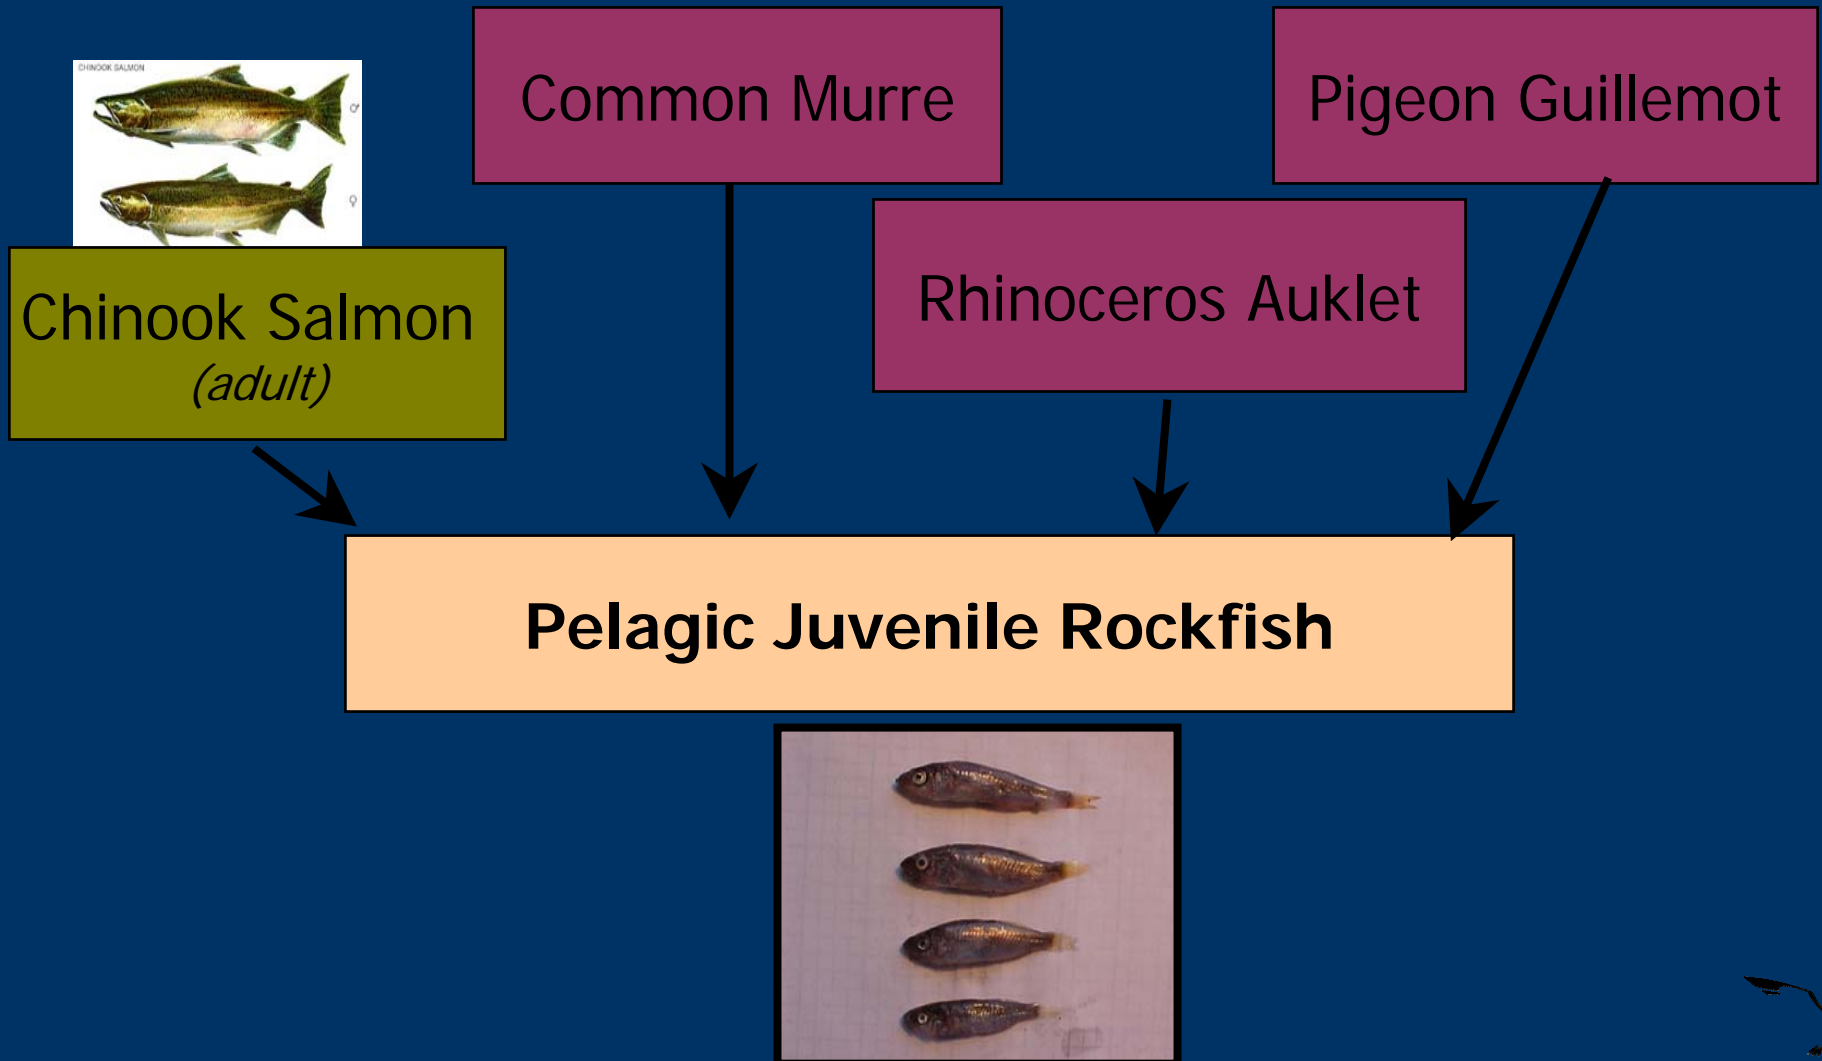 CHINOOK SALMON
Common Murre
Pigeon Guillemot
Rhinoceros Auklet
Chinook Salmon
(adult)
Pelagic Juvenile Rockfish